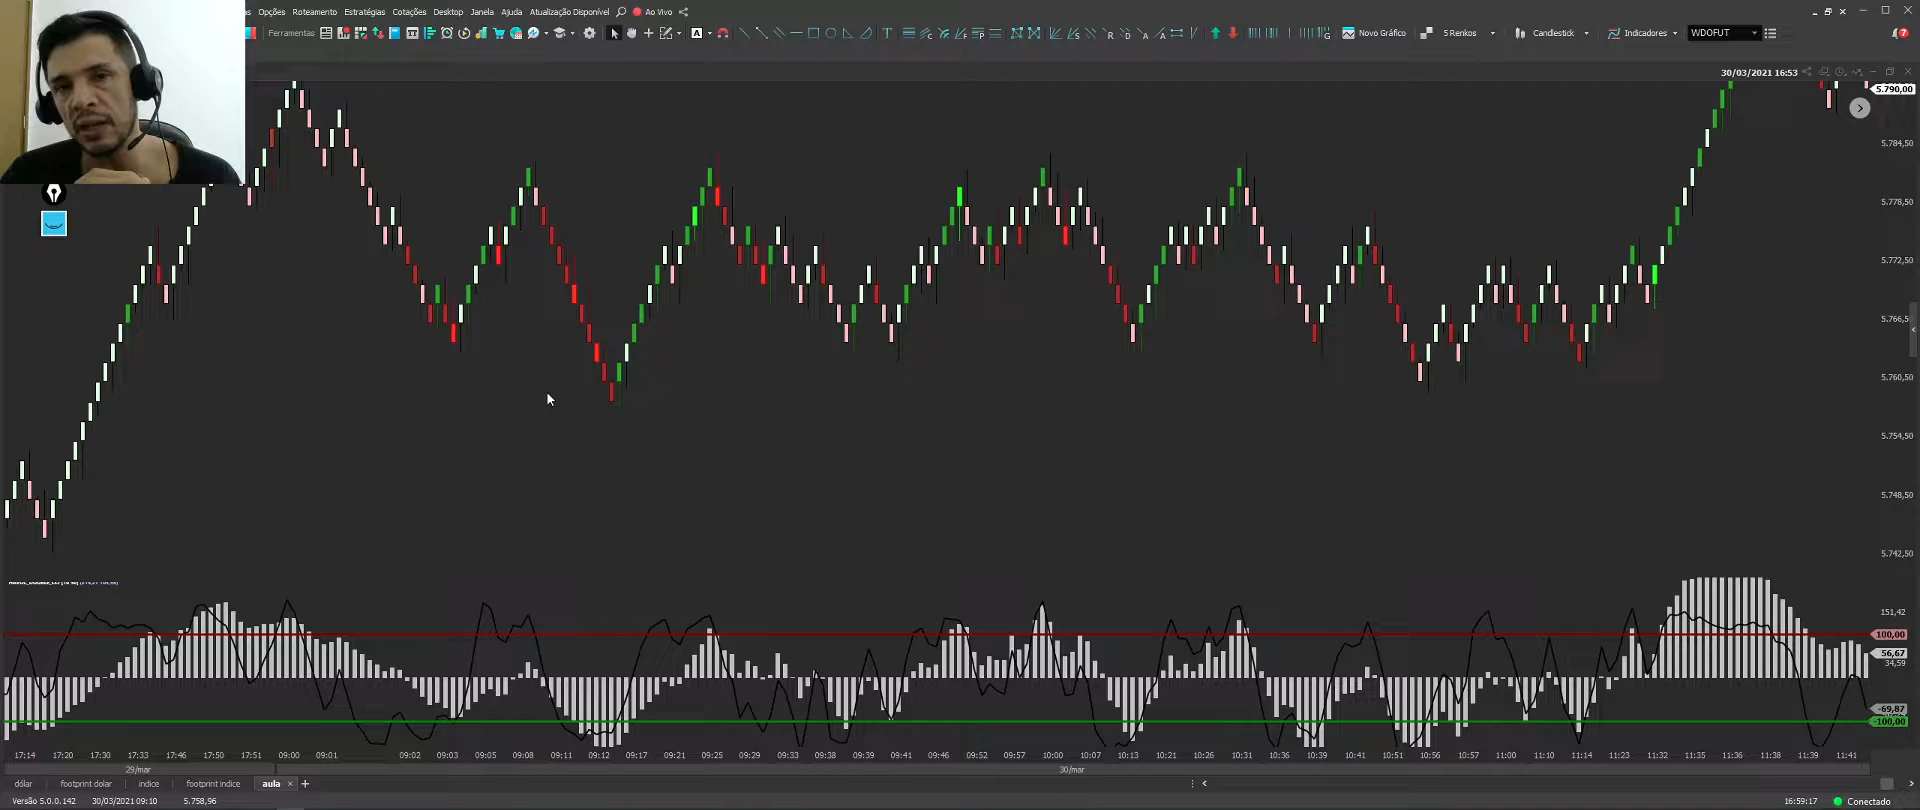 Opções Roteamento Estratégias Cotações Desktop Janela Ajuda Atualização Disponível Ao Vivo
Ferramentas
Novo Gráfico 5 Renkos Candlestick Indicadores WDOFUT
30/03/2021 16:53
5.790,00
5.784,50
5.778,50
5.772,50
5.766,50
5.760,50
5.754,50
5.748,50
5.742,50
151,42
100,00
56,67
34,59
-69,87
-100,00
17:14 17:20 17:30 17:33 17:46 17:50 17:51 09:00 09:01 09:02 09:03 09:05 09:08 09:11 09:12 09:17 09:21 09:25 09:29 09:33 09:38 09:39 09:41 09:46 09:52 09:57 10:00 10:07 10:13 10:21 10:26 10:31 10:37 10:39 10:41 10:48 10:56 10:57 11:00 11:10 11:14 11:23 11:32 11:35 11:36 11:38 11:39 11:41
29/mar 30/mar
dólar footprint dolar indice footprint indice aula × +
Versão 5.0.0.142 30/03/2021 09:10 5.758,96 16:59:17 Conectado